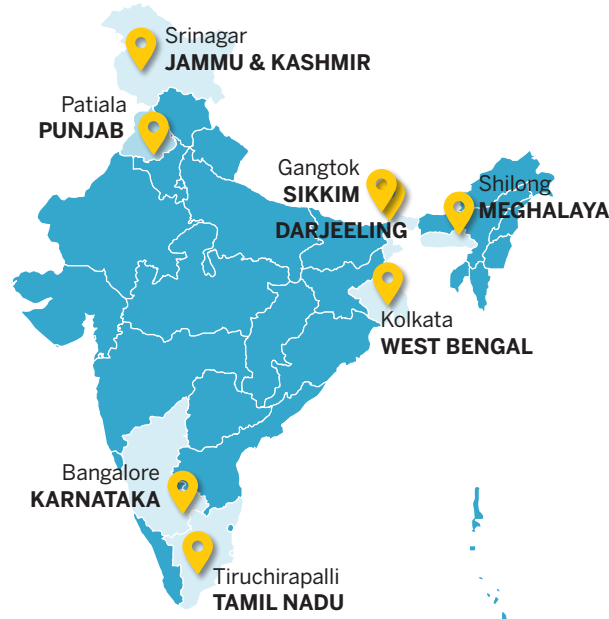 Srinagar
JAMMU & KASHMIR
Patiala
PUNJAB
Gangtok
SIKKIM
DARJEELING
Shilong
MEGHALAYA
Kolkata
WEST BENGAL
Bangalore
KARNATAKA
Tiruchirapalli
TAMIL NADU